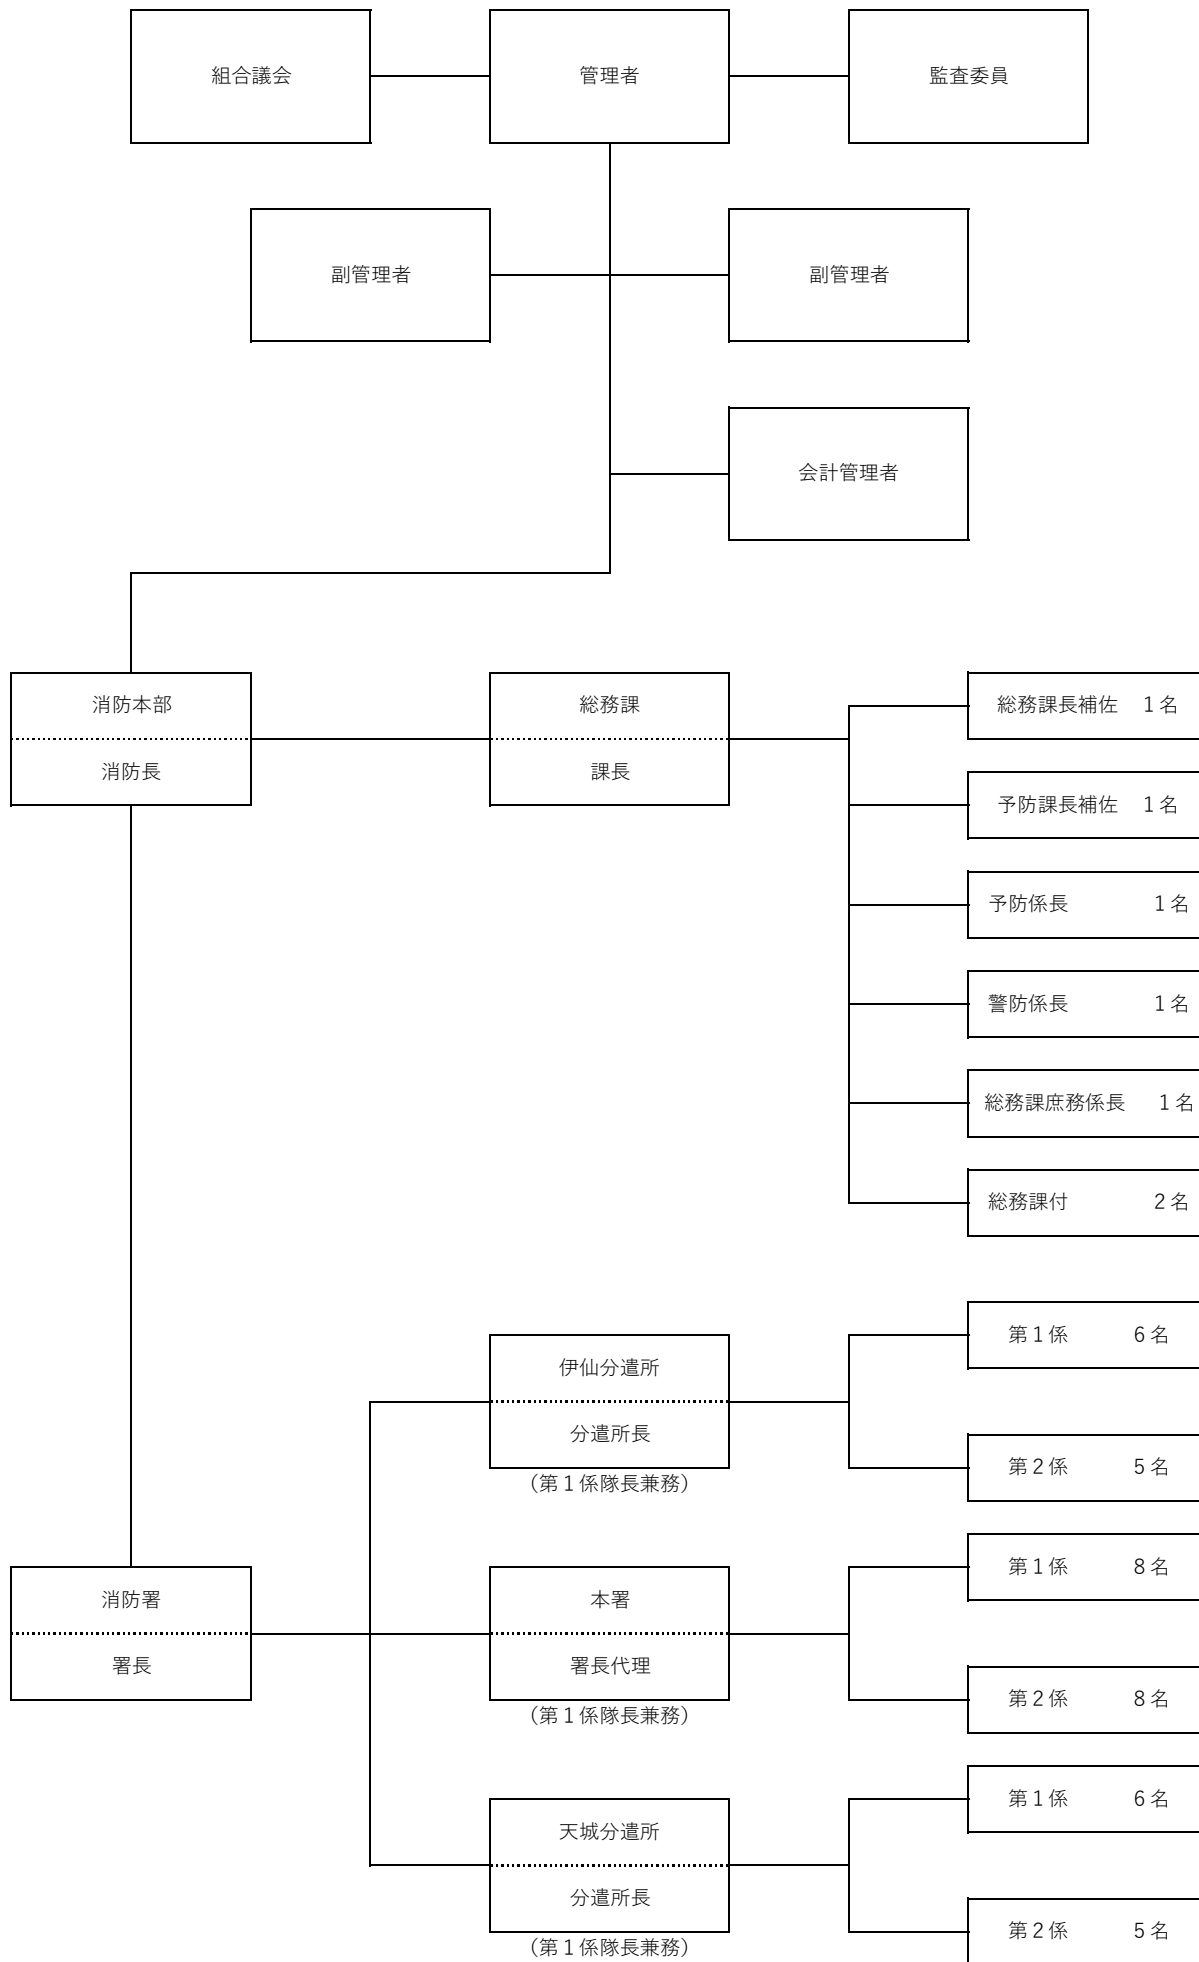 組合議会
管理者
監査委員
副管理者
副管理者
会計管理者
消防本部
消防長
総務課
課長
総務課長補佐　1名
予防課長補佐　1名
予防係長　1名
警防係長　1名
総務課庶務係長　1名
総務課付　2名
伊仙分遣所
分遣所長
（第１係隊長兼務）
第１係　6名
第２係　5名
消防署
署長
本署
署長代理
（第１係隊長兼務）
第１係　8名
第２係　8名
天城分遣所
分遣所長
（第１係隊長兼務）
第１係　6名
第２係　5名